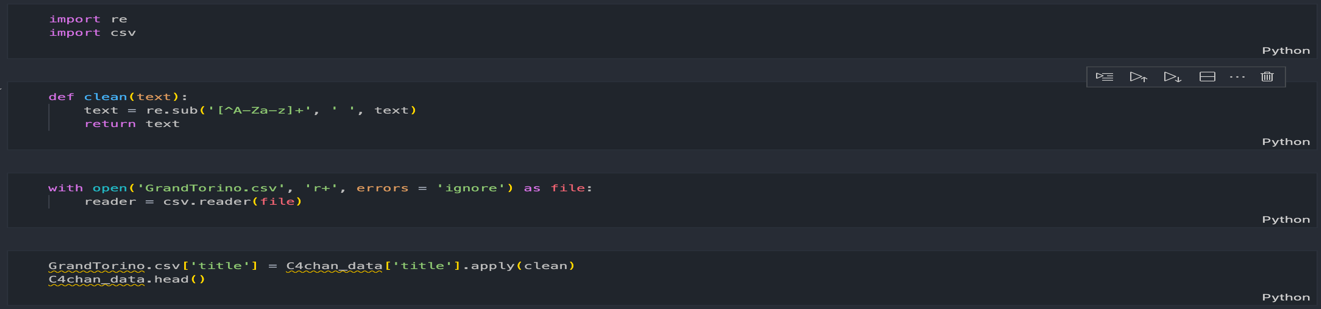 import re
import csv
Python
def clean(text):
    text = re.sub('[^A-Za-z]+', ' ', text)
    return text
Python
with open('GrandTorino.csv', 'r+', errors = 'ignore') as file:
    reader = csv.reader(file)
Python
GrandTorino.csv['title'] = C4chan_data['title'].apply(clean)
C4chan_data.head()
Python